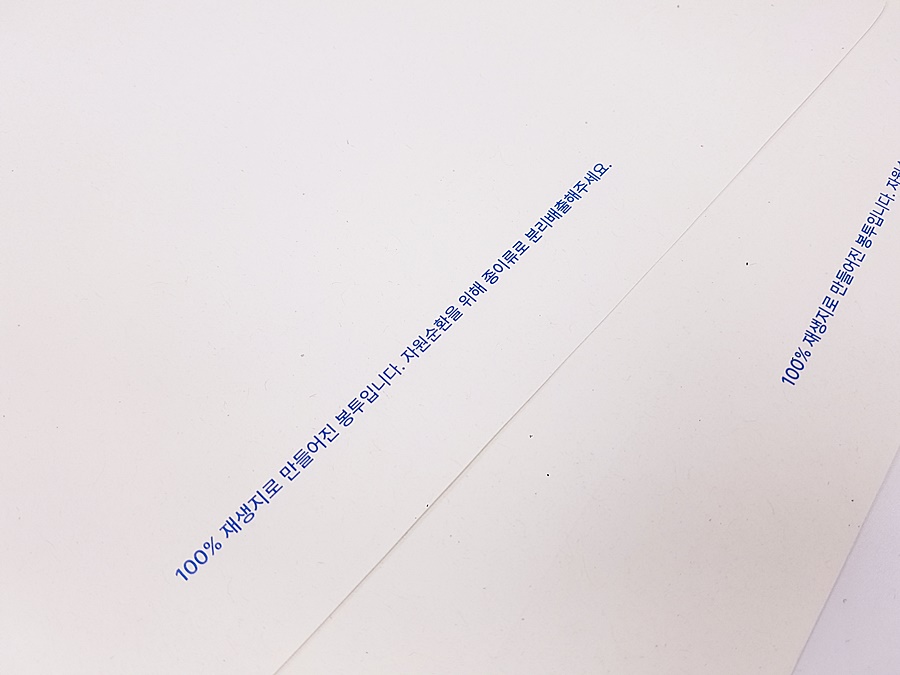 100% 재생지로 만들어진 봉투입니다. 자원순환을 위해 종이류로 분리배출해주세요.
100% 재생지로 만들어진 봉투입니다.